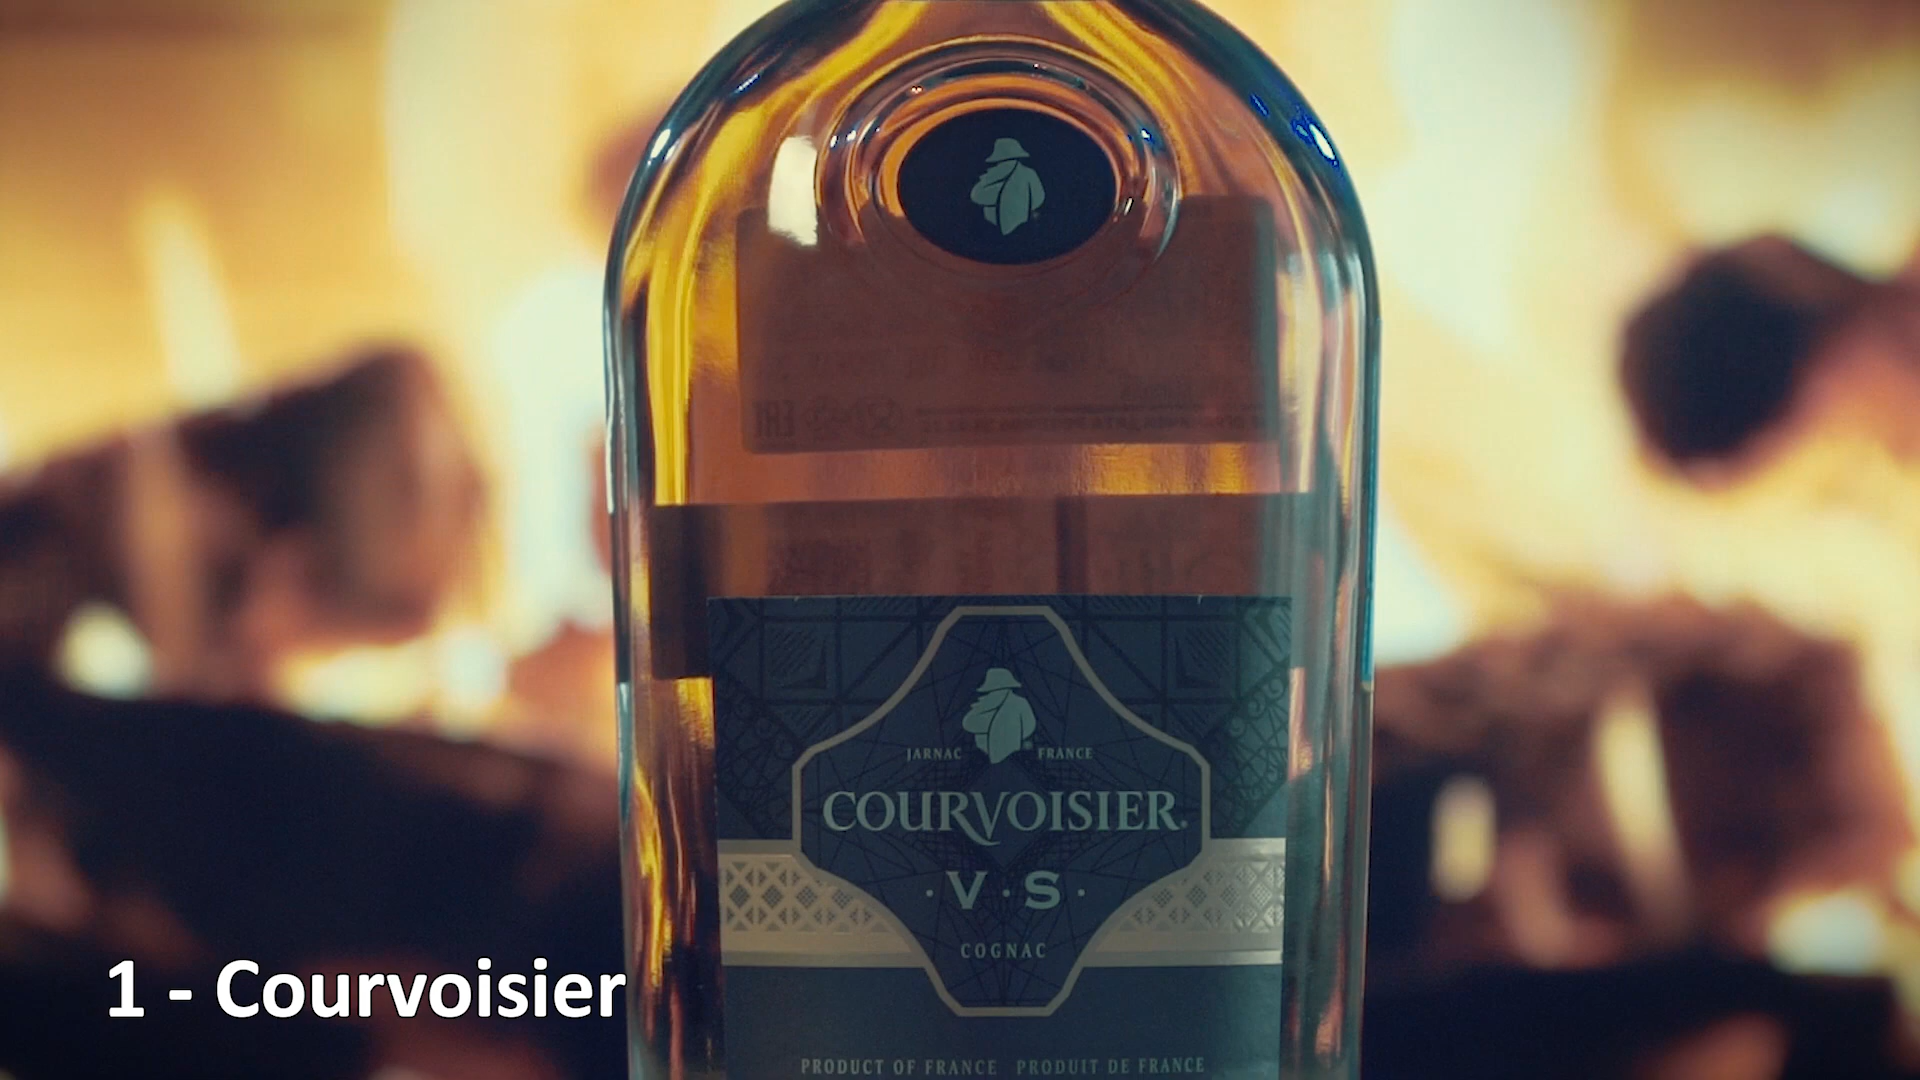 JARNAC FRANCE
COURVOISIER®
· V · S ·
COGNAC
1 - Courvoisier
PRODUCT OF FRANCE PRODUIT DE FRANCE